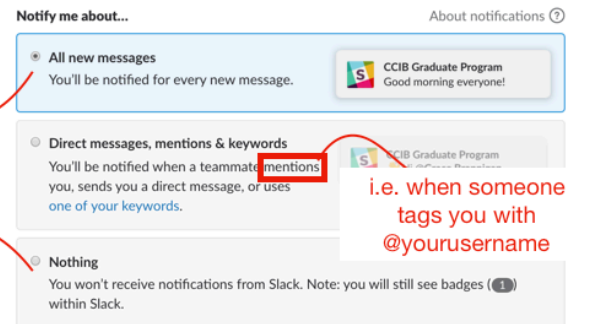 Notify me about...
About notifications ?
All new messages
You'll be notified for every new message.
CCIB Graduate Program
Good morning everyone!
Direct messages, mentions & keywords
You'll be notified when a teammate mentions
you, sends you a direct message, or uses
one of your keywords.
CCIB Graduate Program
i.e. when someone
tags you with
@yourusername
Nothing
You won't receive notifications from Slack. Note: you will still see badges (1)
within Slack.